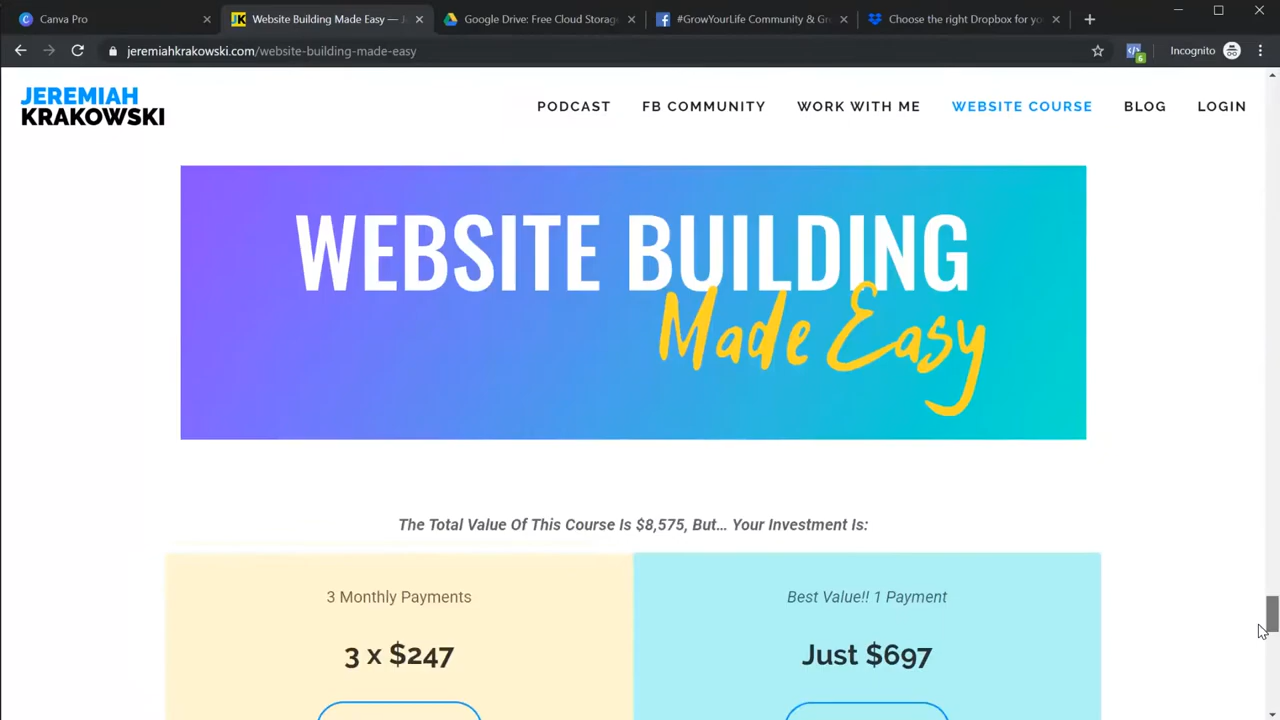 Canva Pro
Website Building Made Easy — J
Google Drive: Free Cloud Storage
#GrowYourLife Community & Gr
Choose the right Dropbox for yo
jeremiahkrakowski.com/website-building-made-easy
6
Incognito
JEREMIAH
KRAKOWSKI
PODCAST
FB COMMUNITY
WORK WITH ME
WEBSITE COURSE
BLOG
LOGIN
WEBSITE BUILDING
Made Easy
The Total Value Of This Course Is $8,575, But... Your Investment Is:
3 Monthly Payments
Best Value!! 1 Payment
3 x $247
Just $697